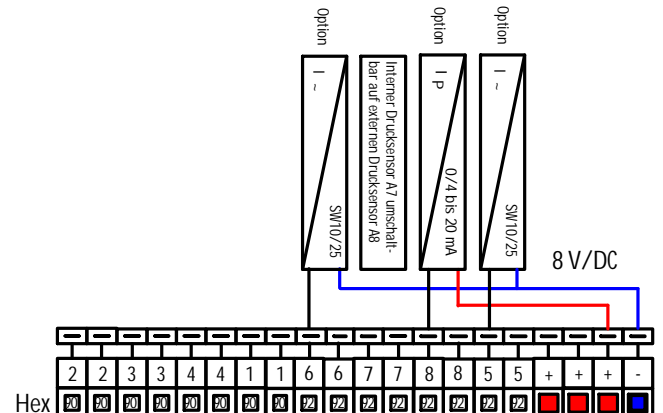 Option
Option
Option
I
~
SW10/25
Interner Drucksensor A7 umschalt-
bar auf externen Drucksensor A8
I
P
0/4 bis 20 mA
I
~
SW10/25
8 V/DC
2 2 3 3 4 4 1 1 6 6 7 7 8 8 5 5 + + + -
Hex